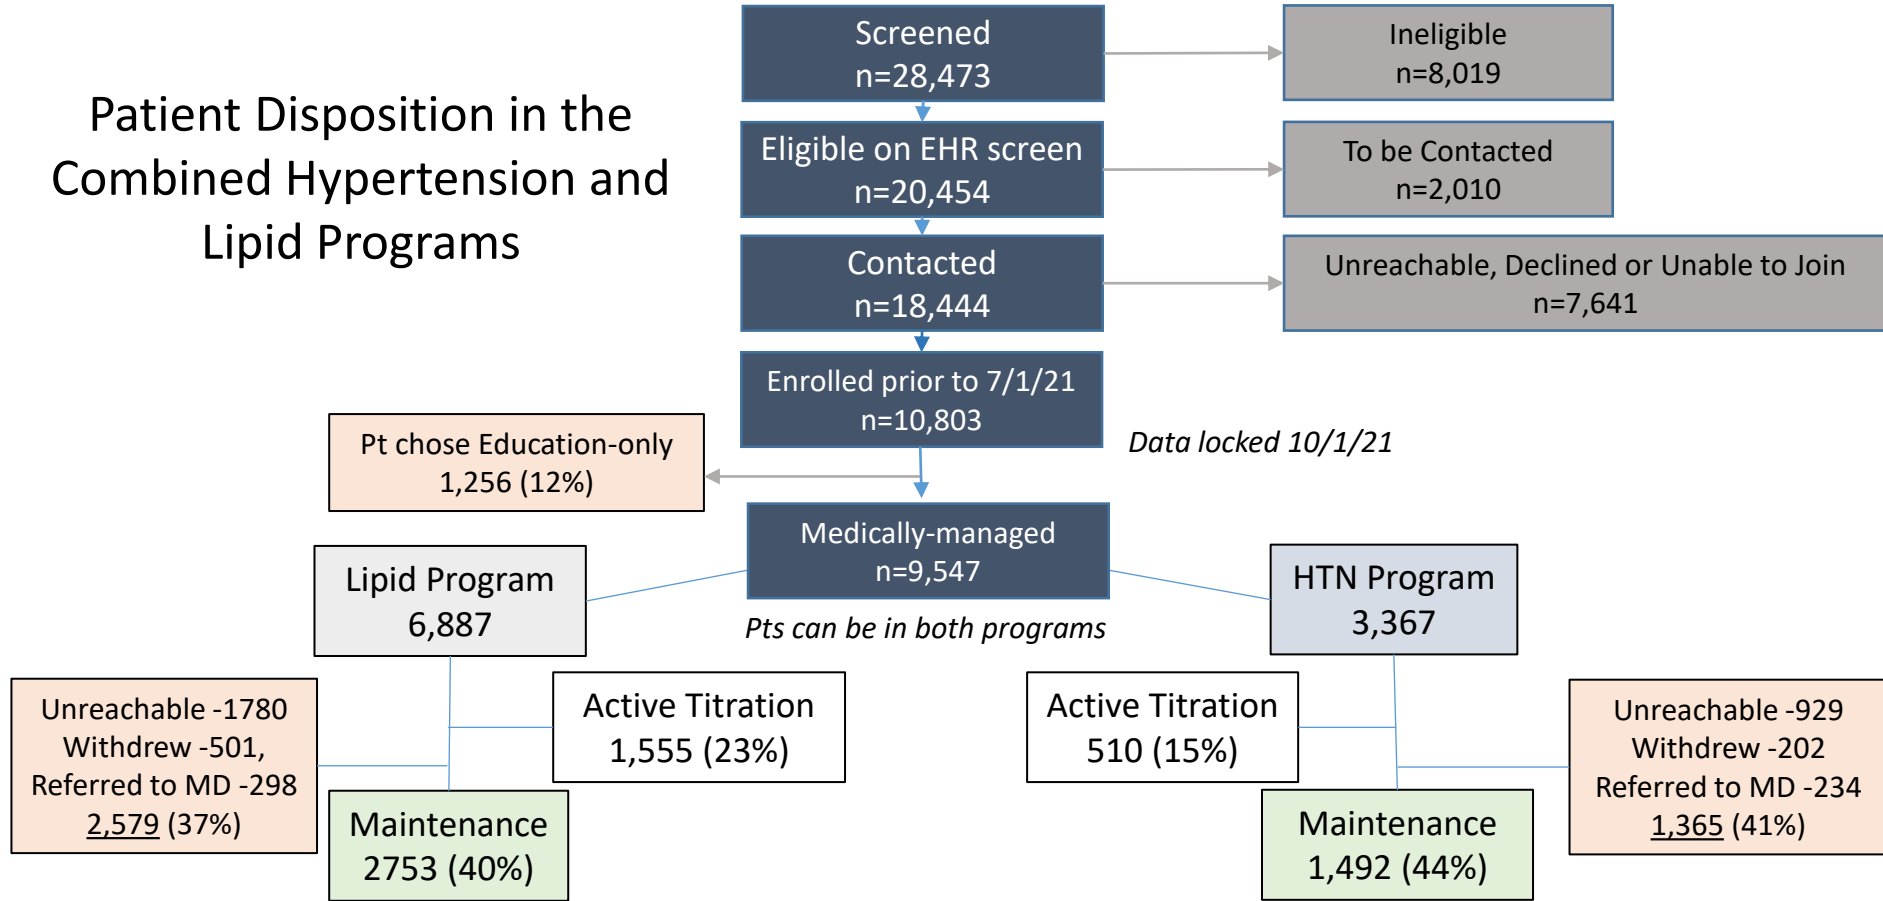 Patient Disposition in the
Combined Hypertension and
Lipid Programs
Screened
n=28,473
Ineligible
n=8,019
Eligible on EHR screen
n=20,454
To be Contacted
n=2,010
Contacted
n=18,444
Unreachable, Declined or Unable to Join
n=7,641
Enrolled prior to 7/1/21
n=10,803
Data locked 10/1/21
Pt chose Education-only
1,256 (12%)
Medically-managed
n=9,547
Pts can be in both programs
Lipid Program
6,887
HTN Program
3,367
Unreachable -1780
Withdrew -501,
Referred to MD -298
2,579 (37%)
Active Titration
1,555 (23%)
Maintenance
2753 (40%)
Active Titration
510 (15%)
Maintenance
1,492 (44%)
Unreachable -929
Withdrew -202
Referred to MD -234
1,365 (41%)